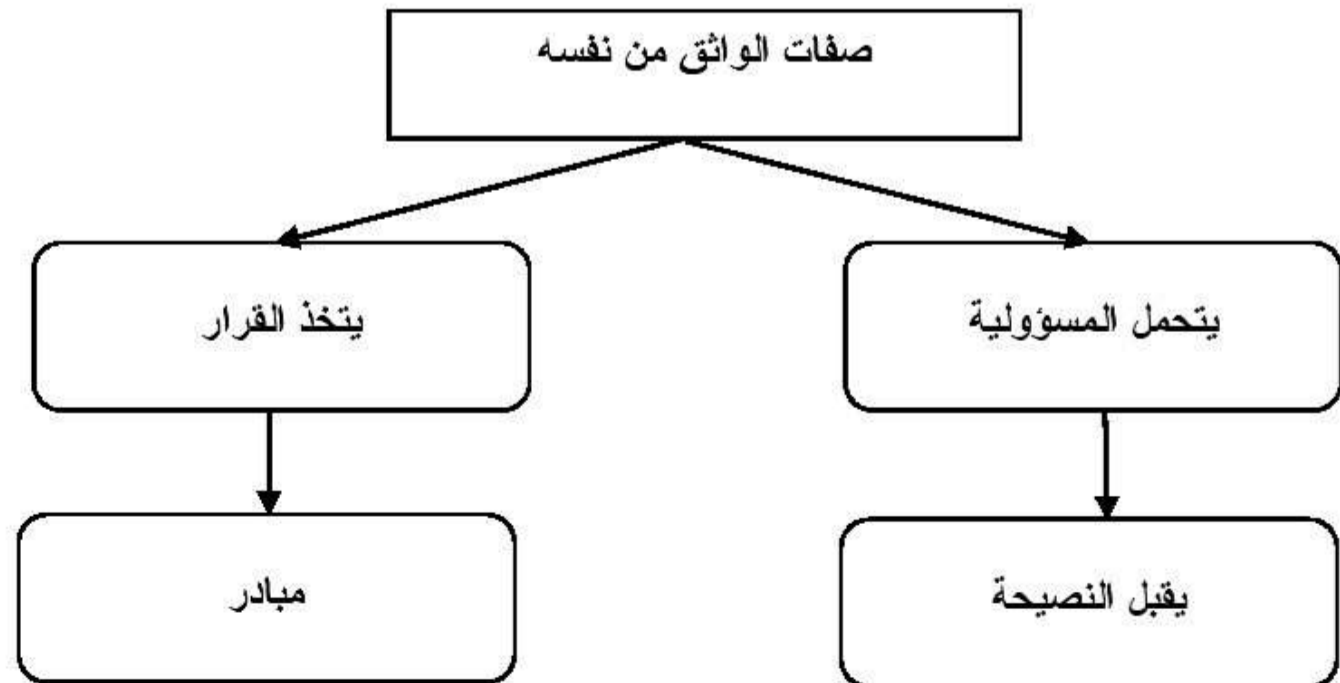 صفات الواثق من نفسه
يتحمل المسؤولية
يتخذ القرار
يقبل النصيحة
مبادر